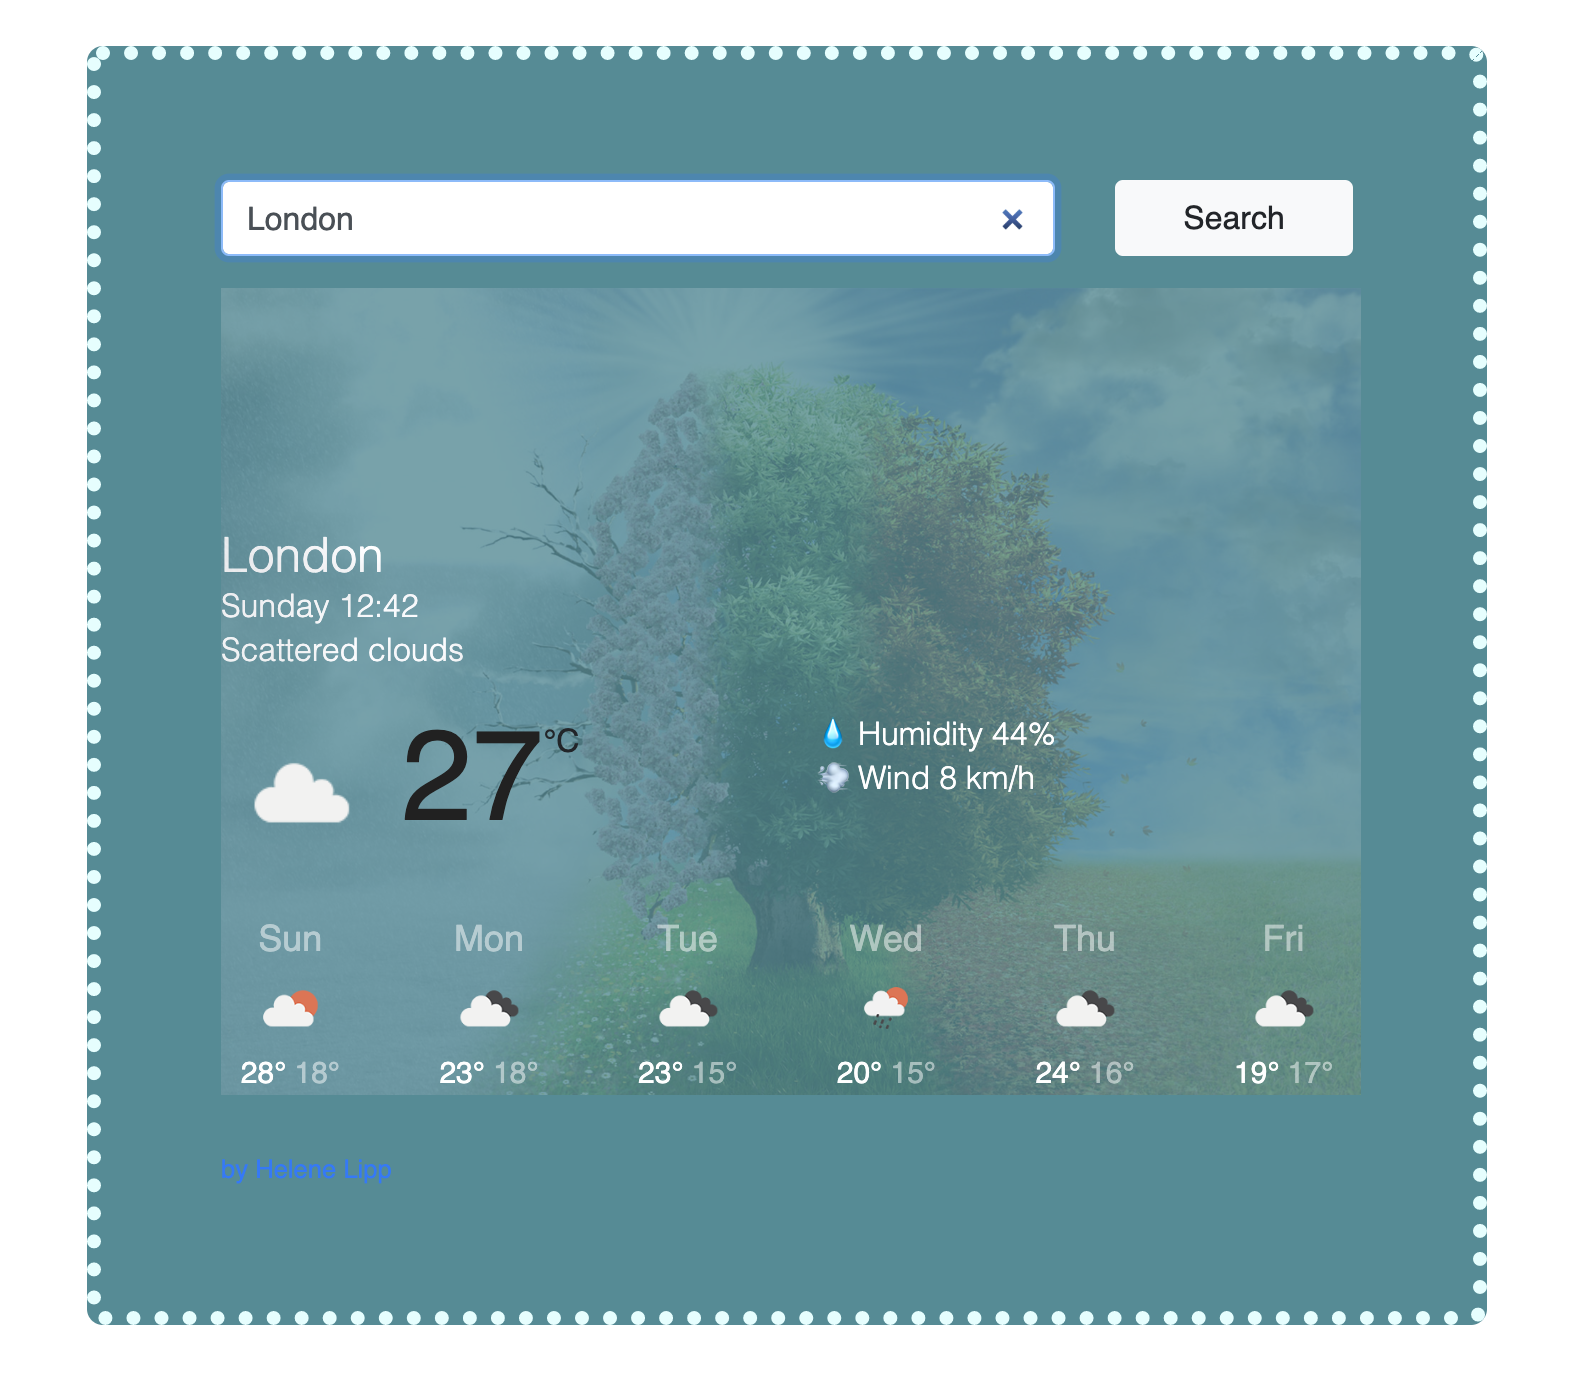 London
Search
London
Sunday 12:42
Scattered clouds
27°C
Humidity 44%
Wind 8 km/h
Sun Mon Tue Wed Thu Fri
28° 18° 23° 18° 23° 15° 20° 15° 24° 16° 19° 17°
by Helene Lipp